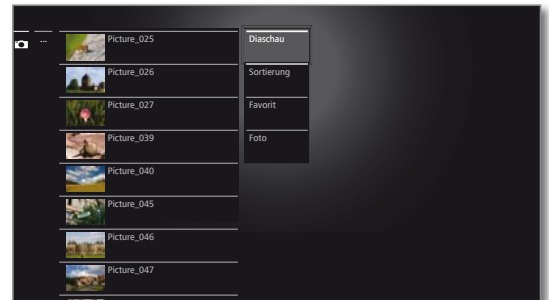 ...
Picture_025
Picture_026
Picture_027
Picture_039
Picture_040
Picture_045
Picture_046
Picture_047
Diaschau
Sortierung
Favorit
Foto